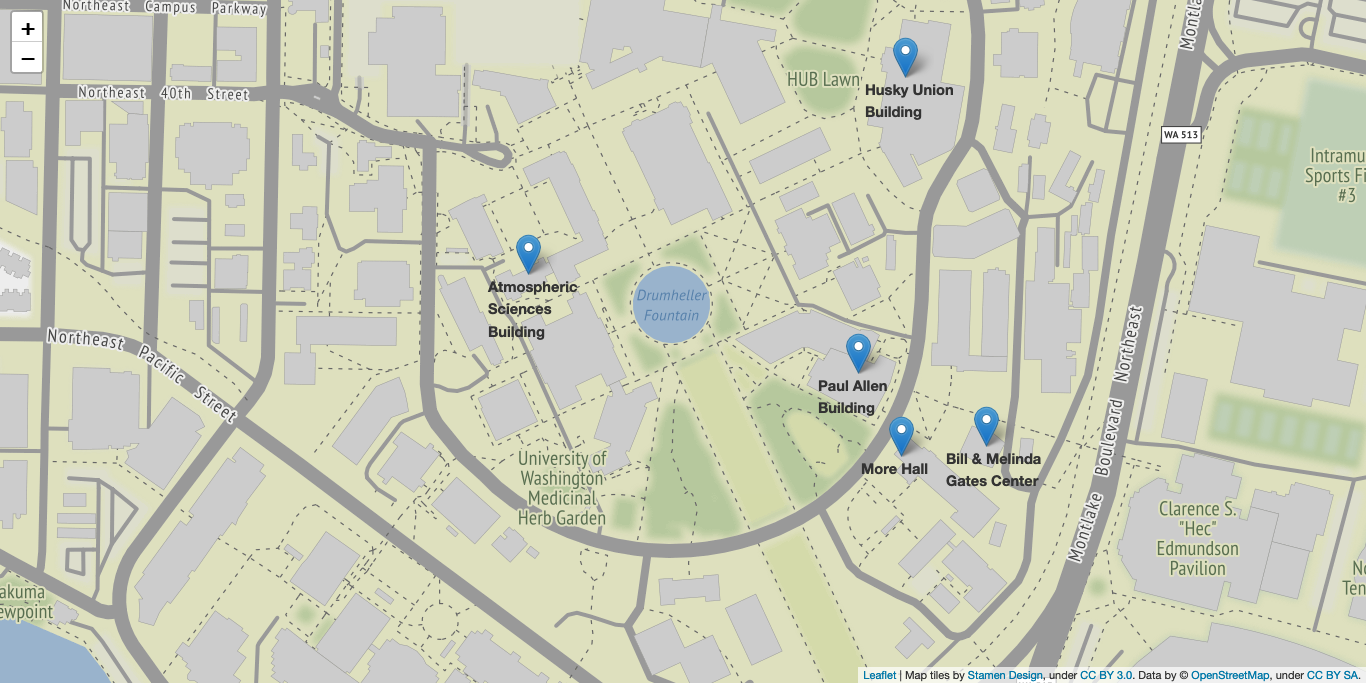 Northeast Campus Parkway
Montla
+
−
HUB Lawn
Husky Union
Building
Northeast 40th Street
WA 513
Intramu
Sports Fi
#3
Atmospheric
Sciences
Building
Drumheller
Fountain
Northeast Pacific Street
Paul Allen
Building
Montlake Boulevard Northeast
More Hall
Bill & Melinda
Gates Center
University of
Washington
Medicinal
Herb Garden
Clarence S.
"Hec"
Edmundson
Pavilion
No
Ten
akuma
ewpoint
Leaflet | Map tiles by Stamen Design, under CC BY 3.0. Data by © OpenStreetMap, under CC BY SA.